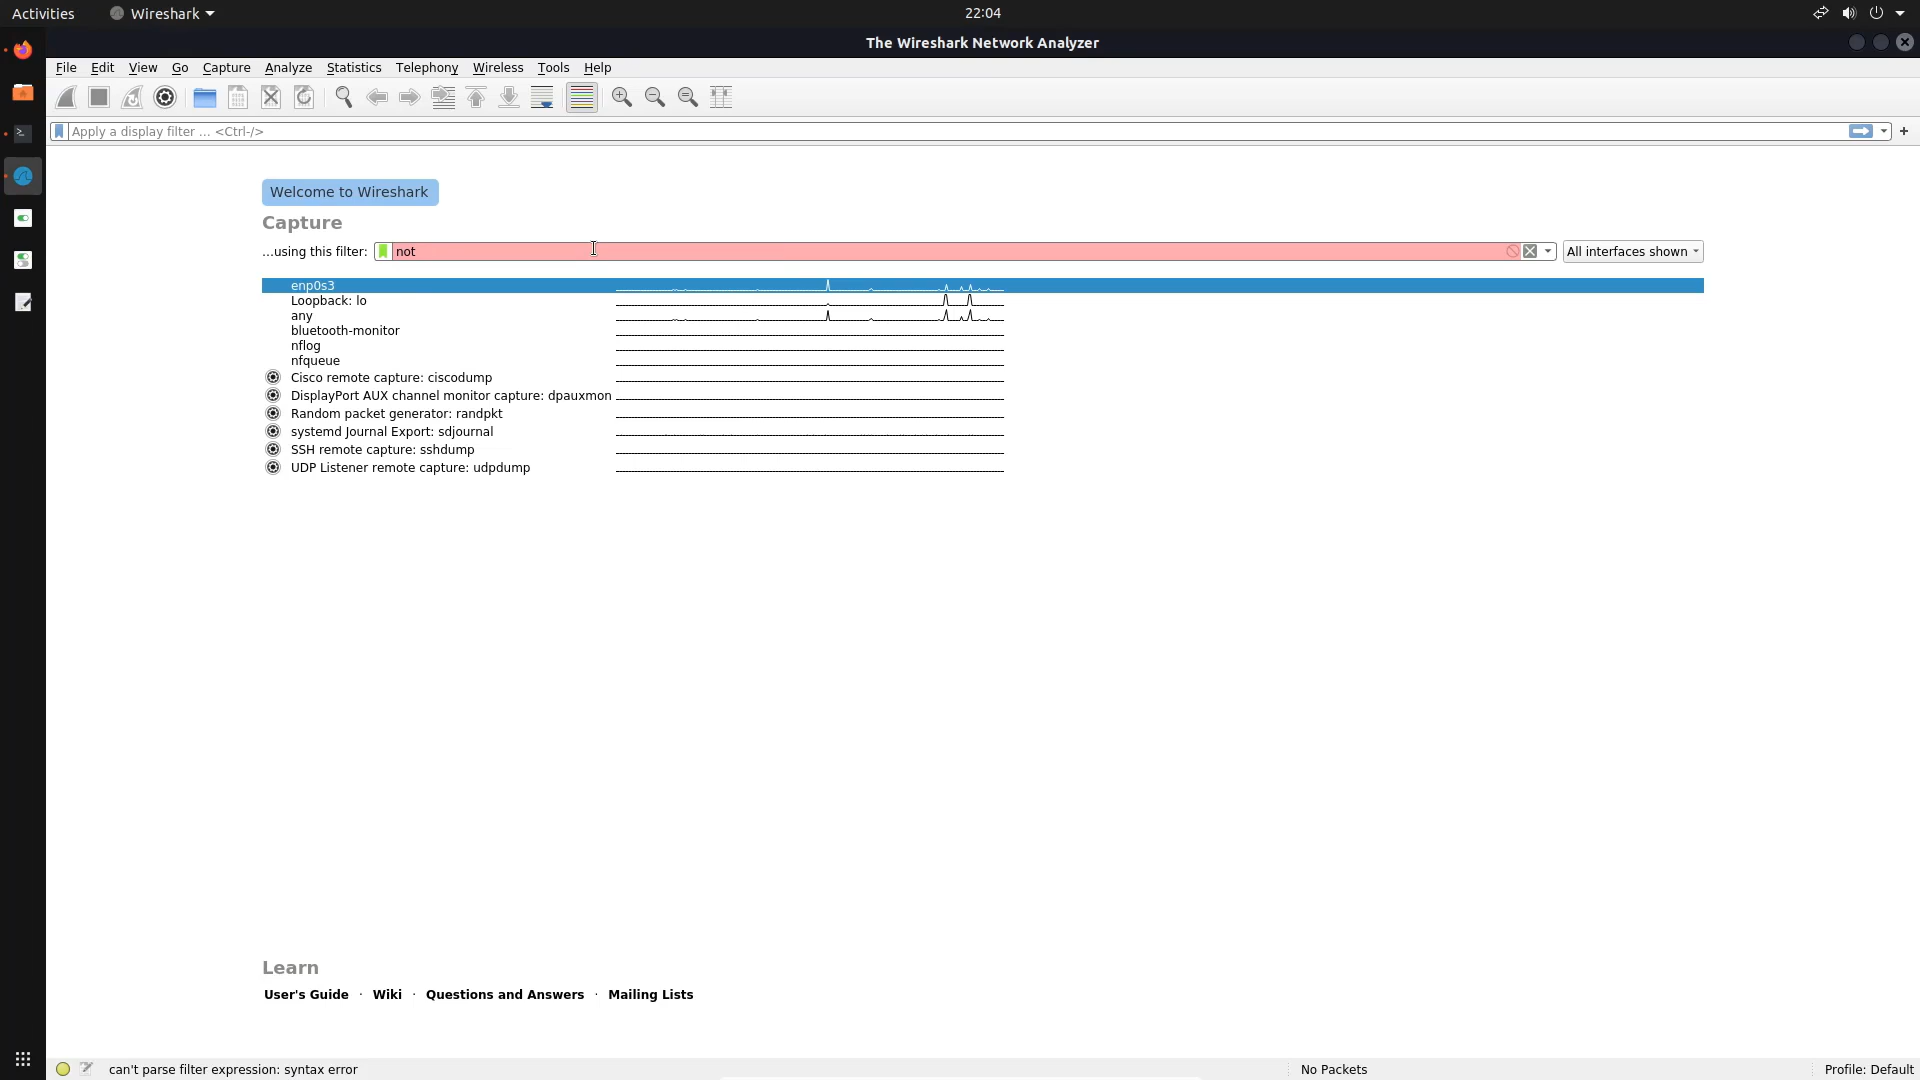 Activities Wireshark 22:04
The Wireshark Network Analyzer
File Edit View Go Capture Analyze Statistics Telephony Wireless Tools Help
Apply a display filter ... <Ctrl-/> +
Welcome to Wireshark
Capture
...using this filter: not All interfaces shown
enp0s3
Loopback: lo
any
bluetooth-monitor
nflog
nfqueue
Cisco remote capture: ciscodump
DisplayPort AUX channel monitor capture: dpauxmon
Random packet generator: randpkt
systemd Journal Export: sdjournal
SSH remote capture: sshdump
UDP Listener remote capture: udpdump
Learn
User's Guide · Wiki · Questions and Answers · Mailing Lists
can't parse filter expression: syntax error No Packets Profile: Default